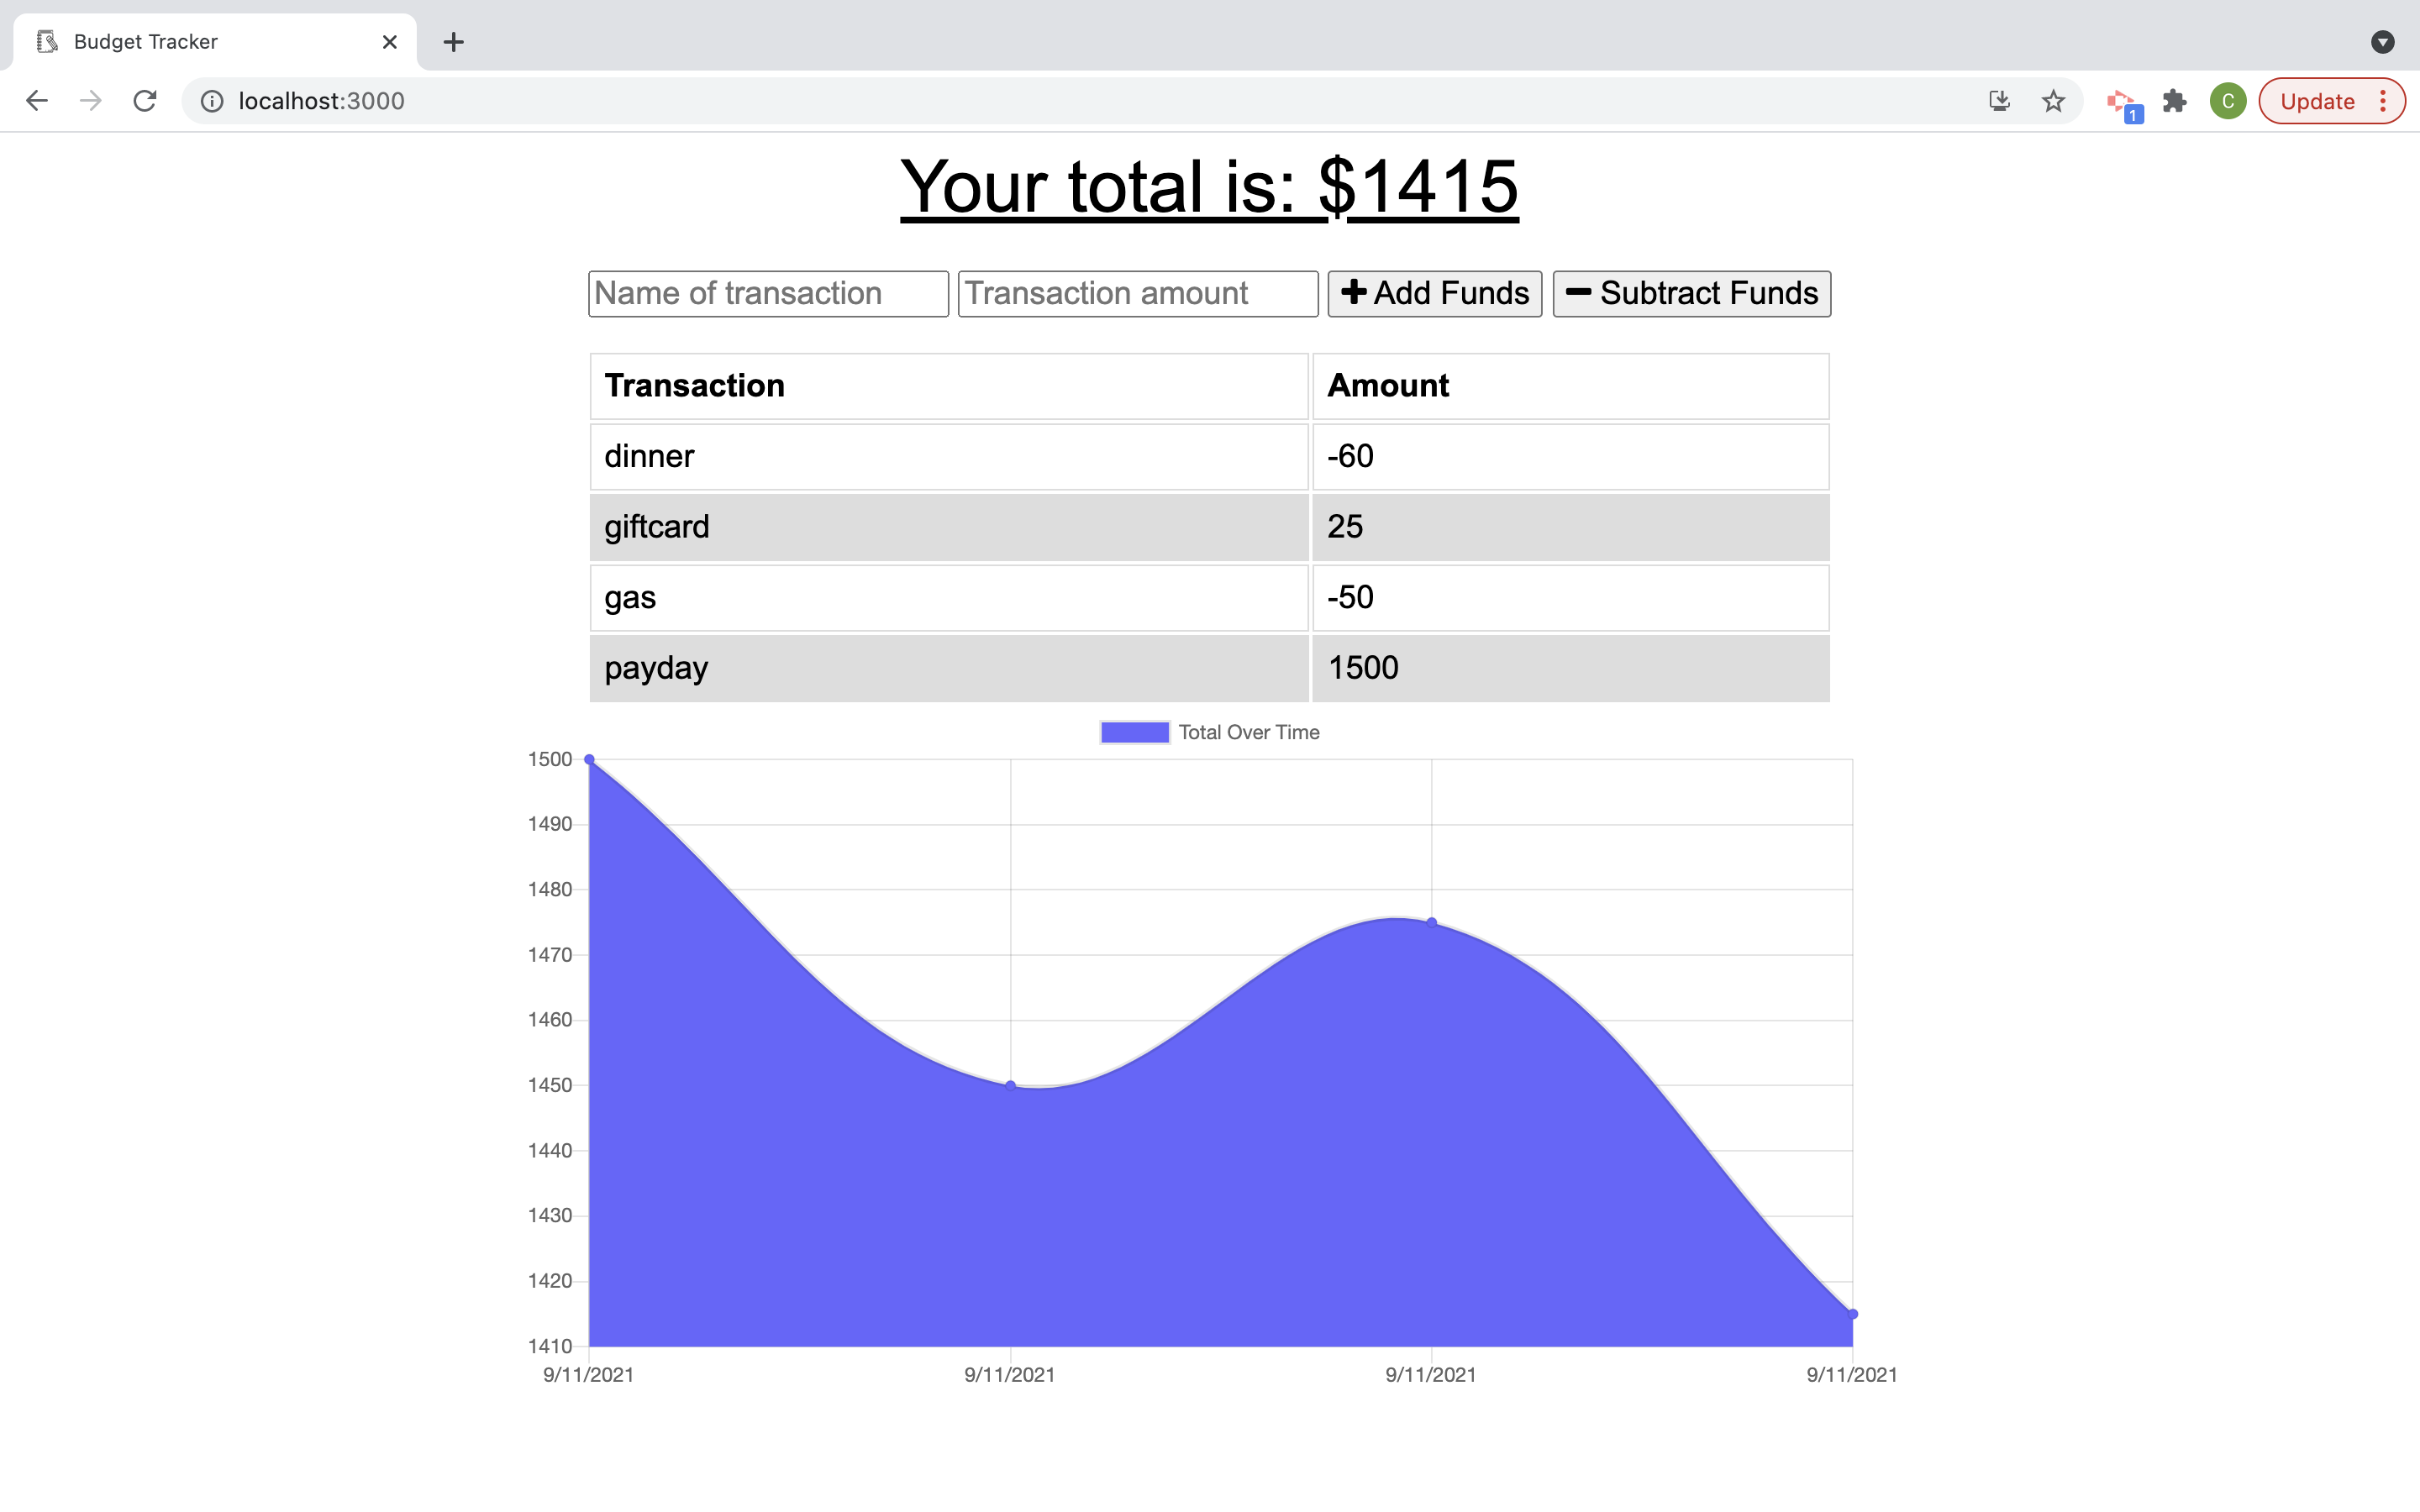 Budget Tracker
localhost:3000
1
C
Update
Your total is: $1415
Name of transaction Transaction amount Add Funds Subtract Funds
Transaction Amount
dinner -60
giftcard 25
gas -50
payday 1500
Total Over Time
1500
1490
1480
1470
1460
1450
1440
1430
1420
1410
9/11/2021 9/11/2021 9/11/2021 9/11/2021